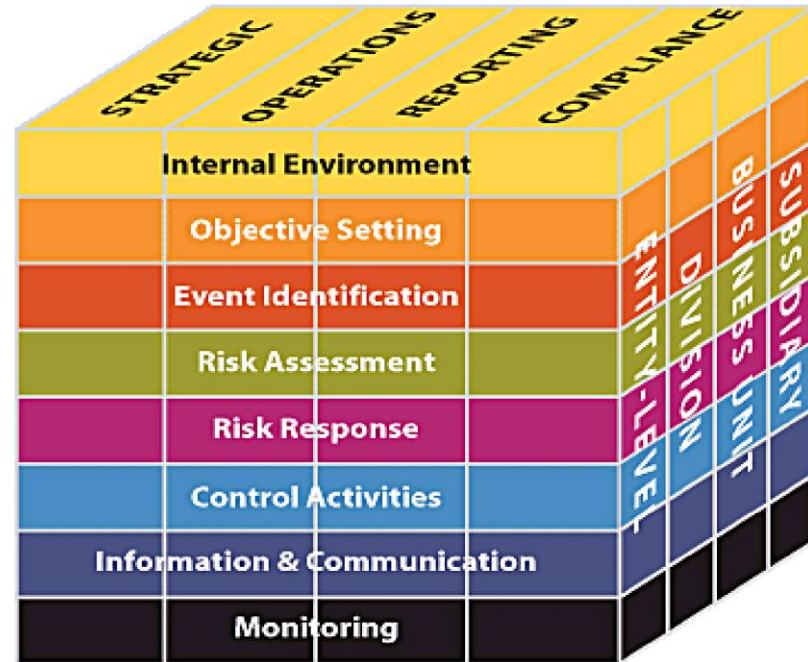 STRATEGIC
OPERATIONS
REPORTING
COMPLIANCE
Internal Environment
Objective Setting
Event Identification
Risk Assessment
Risk Response
Control Activities
Information & Communication
Monitoring
ENTITY-LEVEL
DIVISION
BUSINESS UNIT
SUBSIDIARY